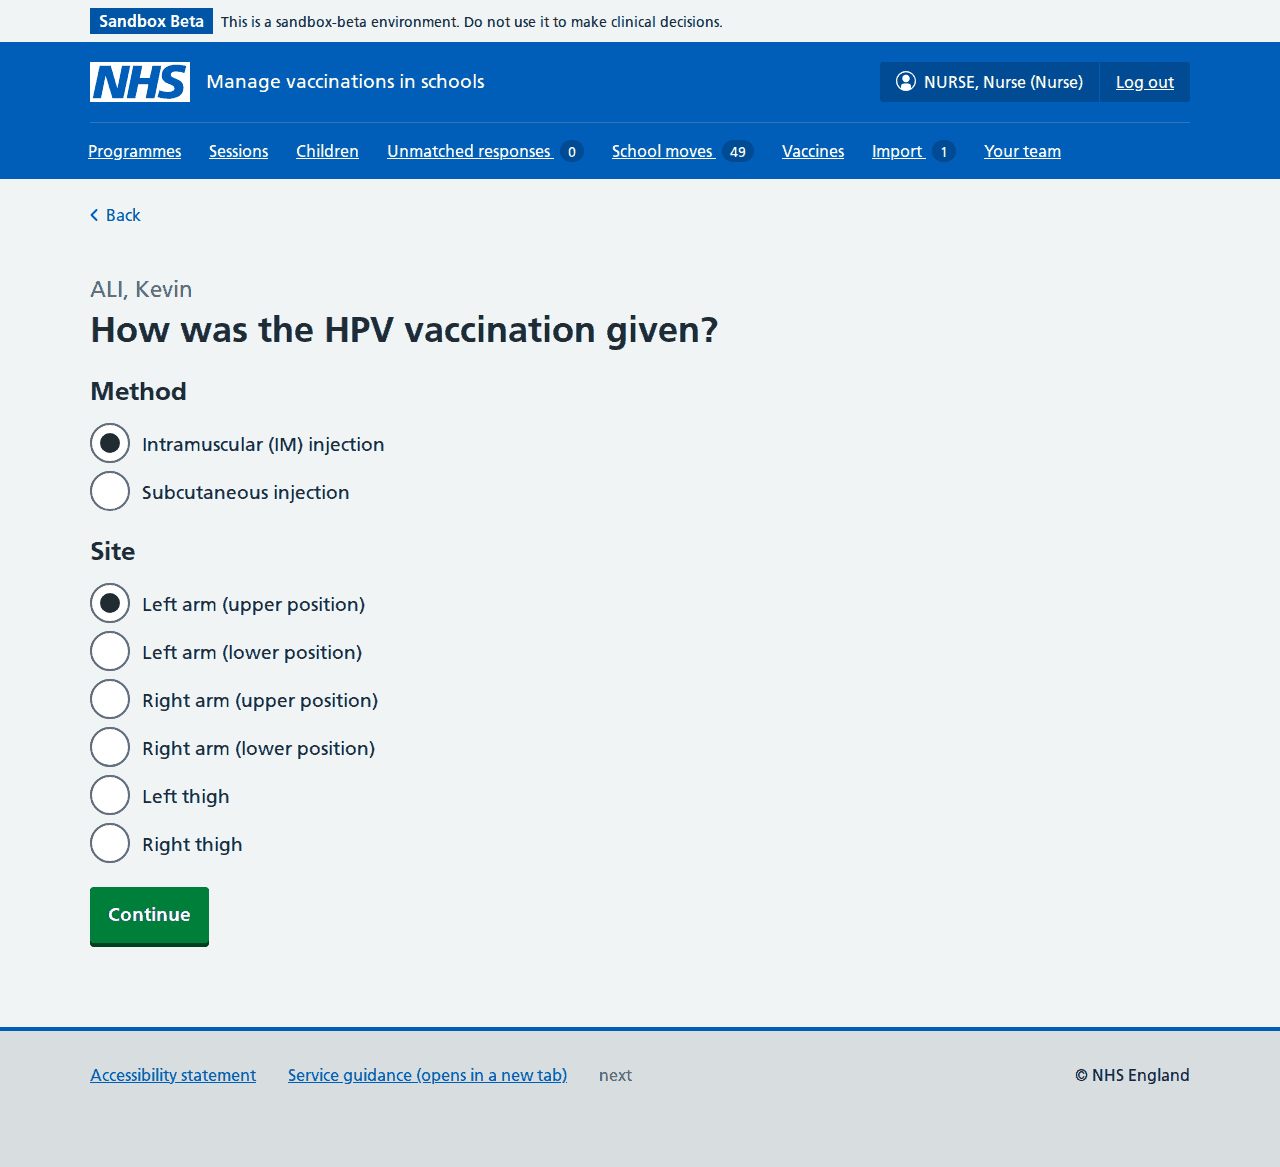 Sandbox Beta This is a sandbox-beta environment. Do not use it to make clinical decisions.
NHS Manage vaccinations in schools NURSE, Nurse (Nurse) Log out
Programmes Sessions Children Unmatched responses 0 School moves 49 Vaccines Import 1 Your team
Back
ALI, Kevin
How was the HPV vaccination given?
Method
Intramuscular (IM) injection
Subcutaneous injection
Site
Left arm (upper position)
Left arm (lower position)
Right arm (upper position)
Right arm (lower position)
Left thigh
Right thigh
Continue
Accessibility statement Service guidance (opens in a new tab) next © NHS England